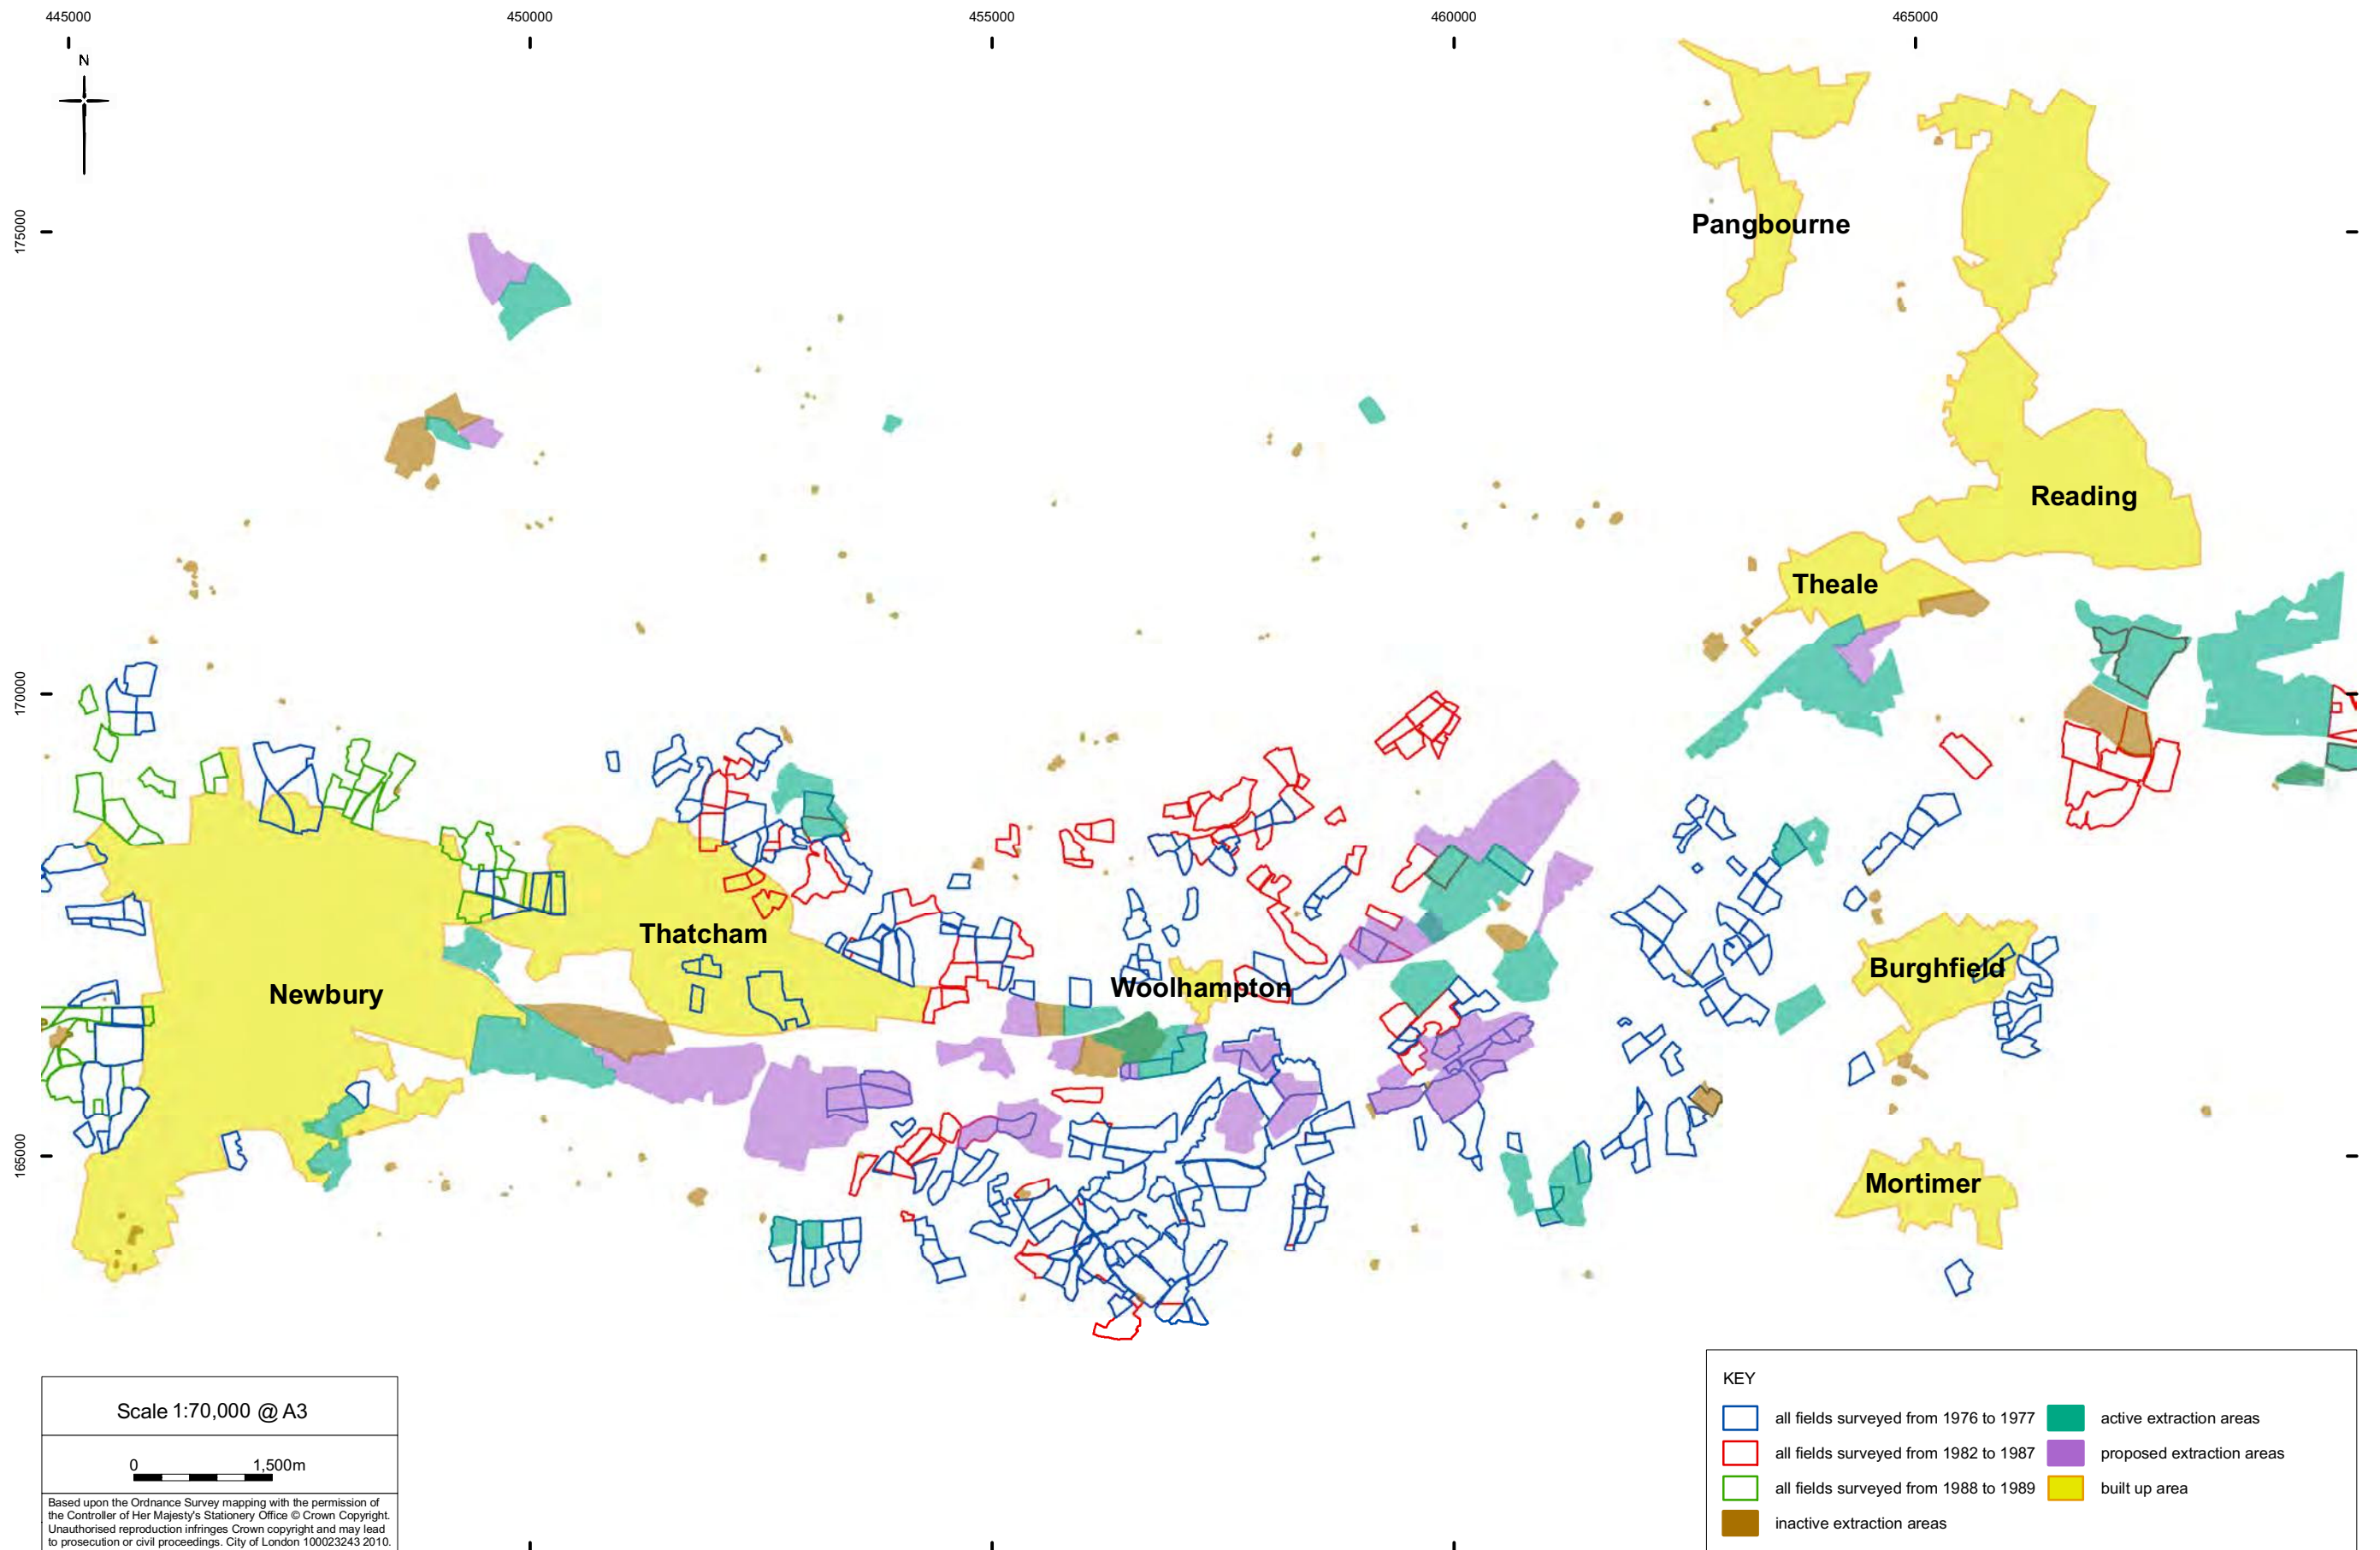 445000
450000
455000
460000
465000
N
175000
170000
165000
Pangbourne
Reading
Theale
Thatcham
Newbury
Woolhampton
Burghfield
Mortimer
Scale 1:70,000 @ A3
0 1,500m
Based upon the Ordnance Survey mapping with the permission of
the Controller of Her Majesty's Stationery Office © Crown Copyright.
Unauthorised reproduction infringes Crown copyright and may lead
to prosecution or civil proceedings. City of London 100023243 2010.
KEY
all fields surveyed from 1976 to 1977
all fields surveyed from 1982 to 1987
all fields surveyed from 1988 to 1989
inactive extraction areas
active extraction areas
proposed extraction areas
built up area